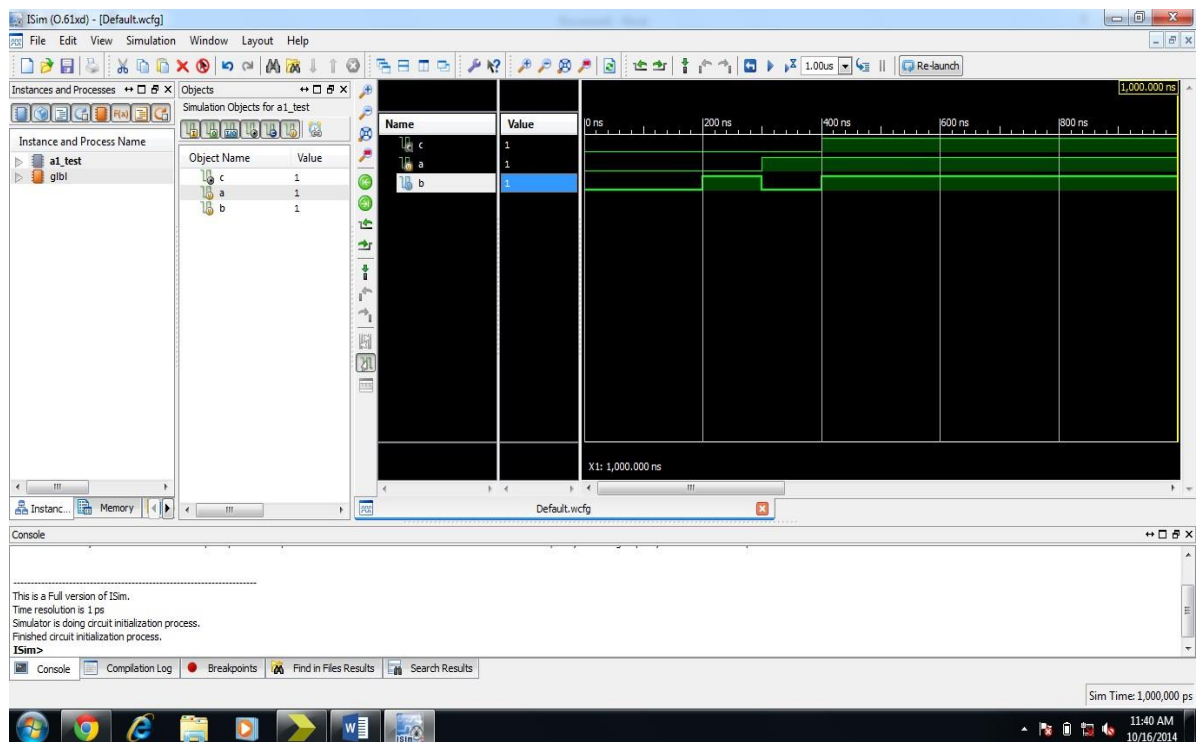 ISim (O.61xd) - [Default.wcfg]
File Edit View Simulation Window Layout Help
1.00us Re-launch
Instances and Processes
Instance and Process Name
a1_test
glbl
Instanc... Memory
Objects
Simulation Objects for a1_test
Object Name Value
c 1
a 1
b 1
Name Value
c 1
a 1
b 1
1,000.000 ns
0 ns 200 ns 400 ns 600 ns 800 ns
X1: 1,000.000 ns
Default.wcfg
Console
This is a Full version of ISim.
Time resolution is 1 ps
Simulator is doing circuit initialization process.
Finished circuit initialization process.
ISim>
Console Compilation Log Breakpoints Find in Files Results Search Results
Sim Time: 1,000,000 ps
11:40 AM
10/16/2014